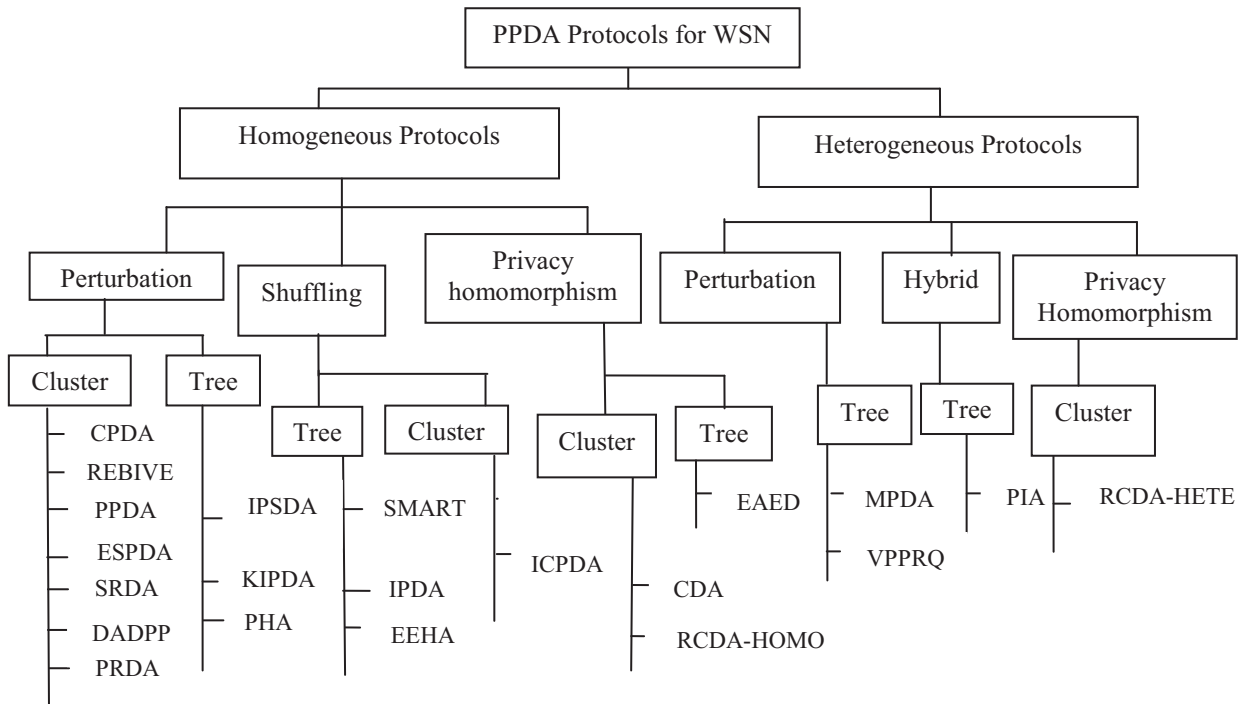 PPDA Protocols for WSN
Homogeneous Protocols
Heterogeneous Protocols
Perturbation
Shuffling
Privacy
homomorphism
Perturbation
Hybrid
Privacy
Homomorphism
Cluster
Tree
Tree
Cluster
Cluster
Tree
Tree
Tree
Cluster
CPDA
REBIVE
PPDA
ESPDA
SRDA
DADPP
PRDA
IPSDA
KIPDA
PHA
SMART
IPDA
EEHA
ICPDA
CDA
RCDA-HOMO
EAED
MPDA
VPPRQ
PIA
RCDA-HETE